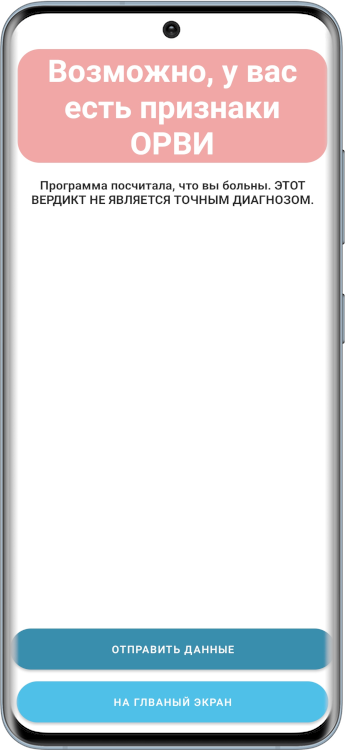 Возможно, у вас
есть признаки
ОРВИ
Программа посчитала, что вы больны. ЭТОТ
ВЕРДИКТ НЕ ЯВЛЯЕТСЯ ТОЧНЫМ ДИАГНОЗОМ.
ОТПРАВИТЬ ДАННЫЕ
НА ГЛВАНЫЙ ЭКРАН